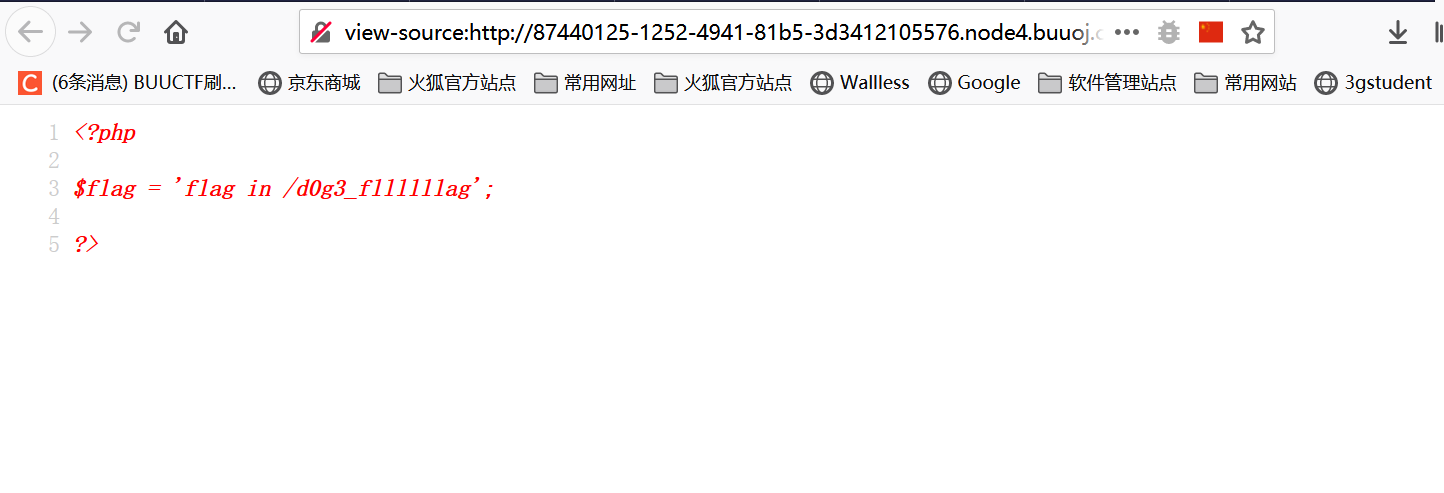 view-source:http://87440125-1252-4941-81b5-3d3412105576.node4.buuoj.c
C (6条消息) BUUCTF刷... 京东商城 火狐官方站点 常用网址 火狐官方站点 Wallless Google 软件管理站点 常用网站 3gstudent
1 <?php
2
3 $flag = 'flag in /d0g3_fllllllag';
4
5 ?>